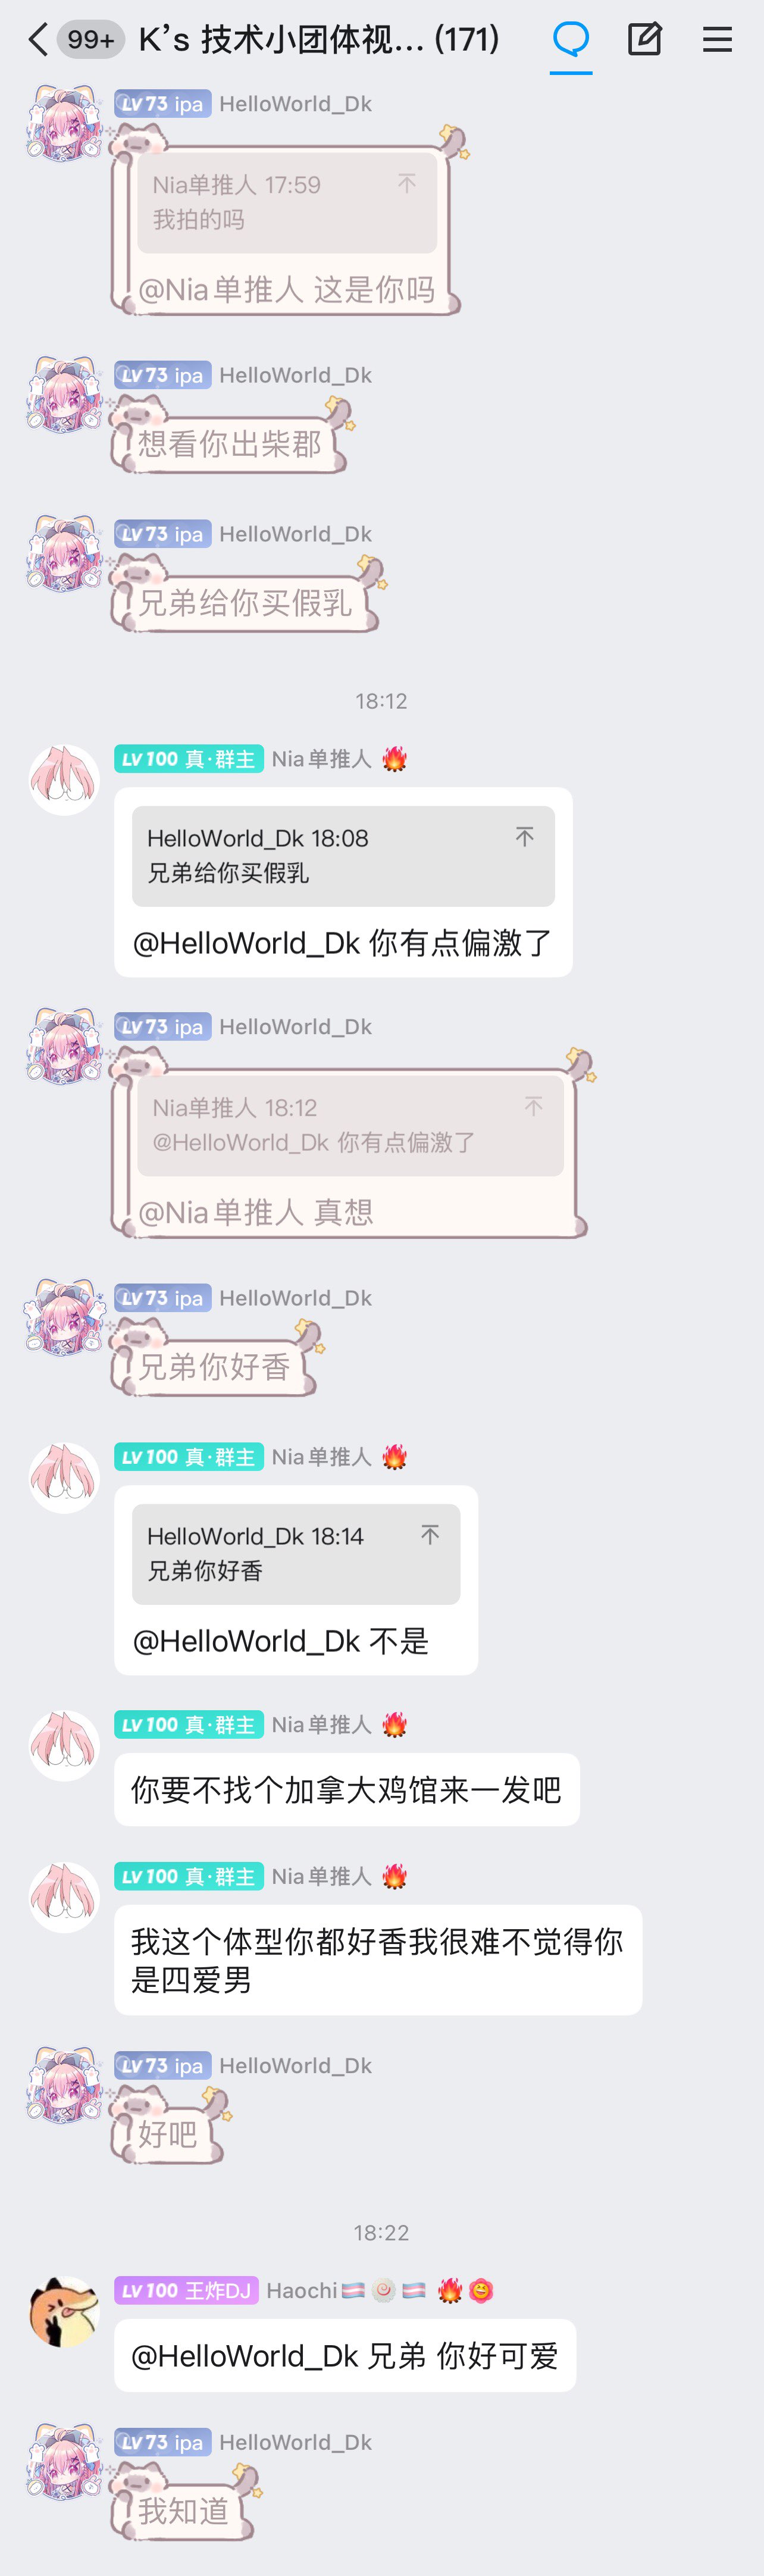 99+ K’s 技术小团体视... (171)
LV73 ipa HelloWorld_Dk
Nia单推人 17:59
我拍的吗
@Nia单推人 这是你吗
LV73 ipa HelloWorld_Dk
想看你出柴郡
LV73 ipa HelloWorld_Dk
兄弟给你买假乳
18:12
LV100 真·群主 Nia单推人 🔥
HelloWorld_Dk 18:08
兄弟给你买假乳
@HelloWorld_Dk 你有点偏激了
LV73 ipa HelloWorld_Dk
Nia单推人 18:12
@HelloWorld_Dk 你有点偏激了
@Nia单推人 真想
LV73 ipa HelloWorld_Dk
兄弟你好香
LV100 真·群主 Nia单推人 🔥
HelloWorld_Dk 18:14
兄弟你好香
@HelloWorld_Dk 不是
LV100 真·群主 Nia单推人 🔥
你要不找个加拿大鸡馆来一发吧
LV100 真·群主 Nia单推人 🔥
我这个体型你都好香我很难不觉得你
是四爱男
LV73 ipa HelloWorld_Dk
好吧
18:22
LV100 王炸DJ Haochi🏳️‍⚧️🍥🏳️‍⚧️ 🔥
@HelloWorld_Dk 兄弟 你好可爱
LV73 ipa HelloWorld_Dk
我知道